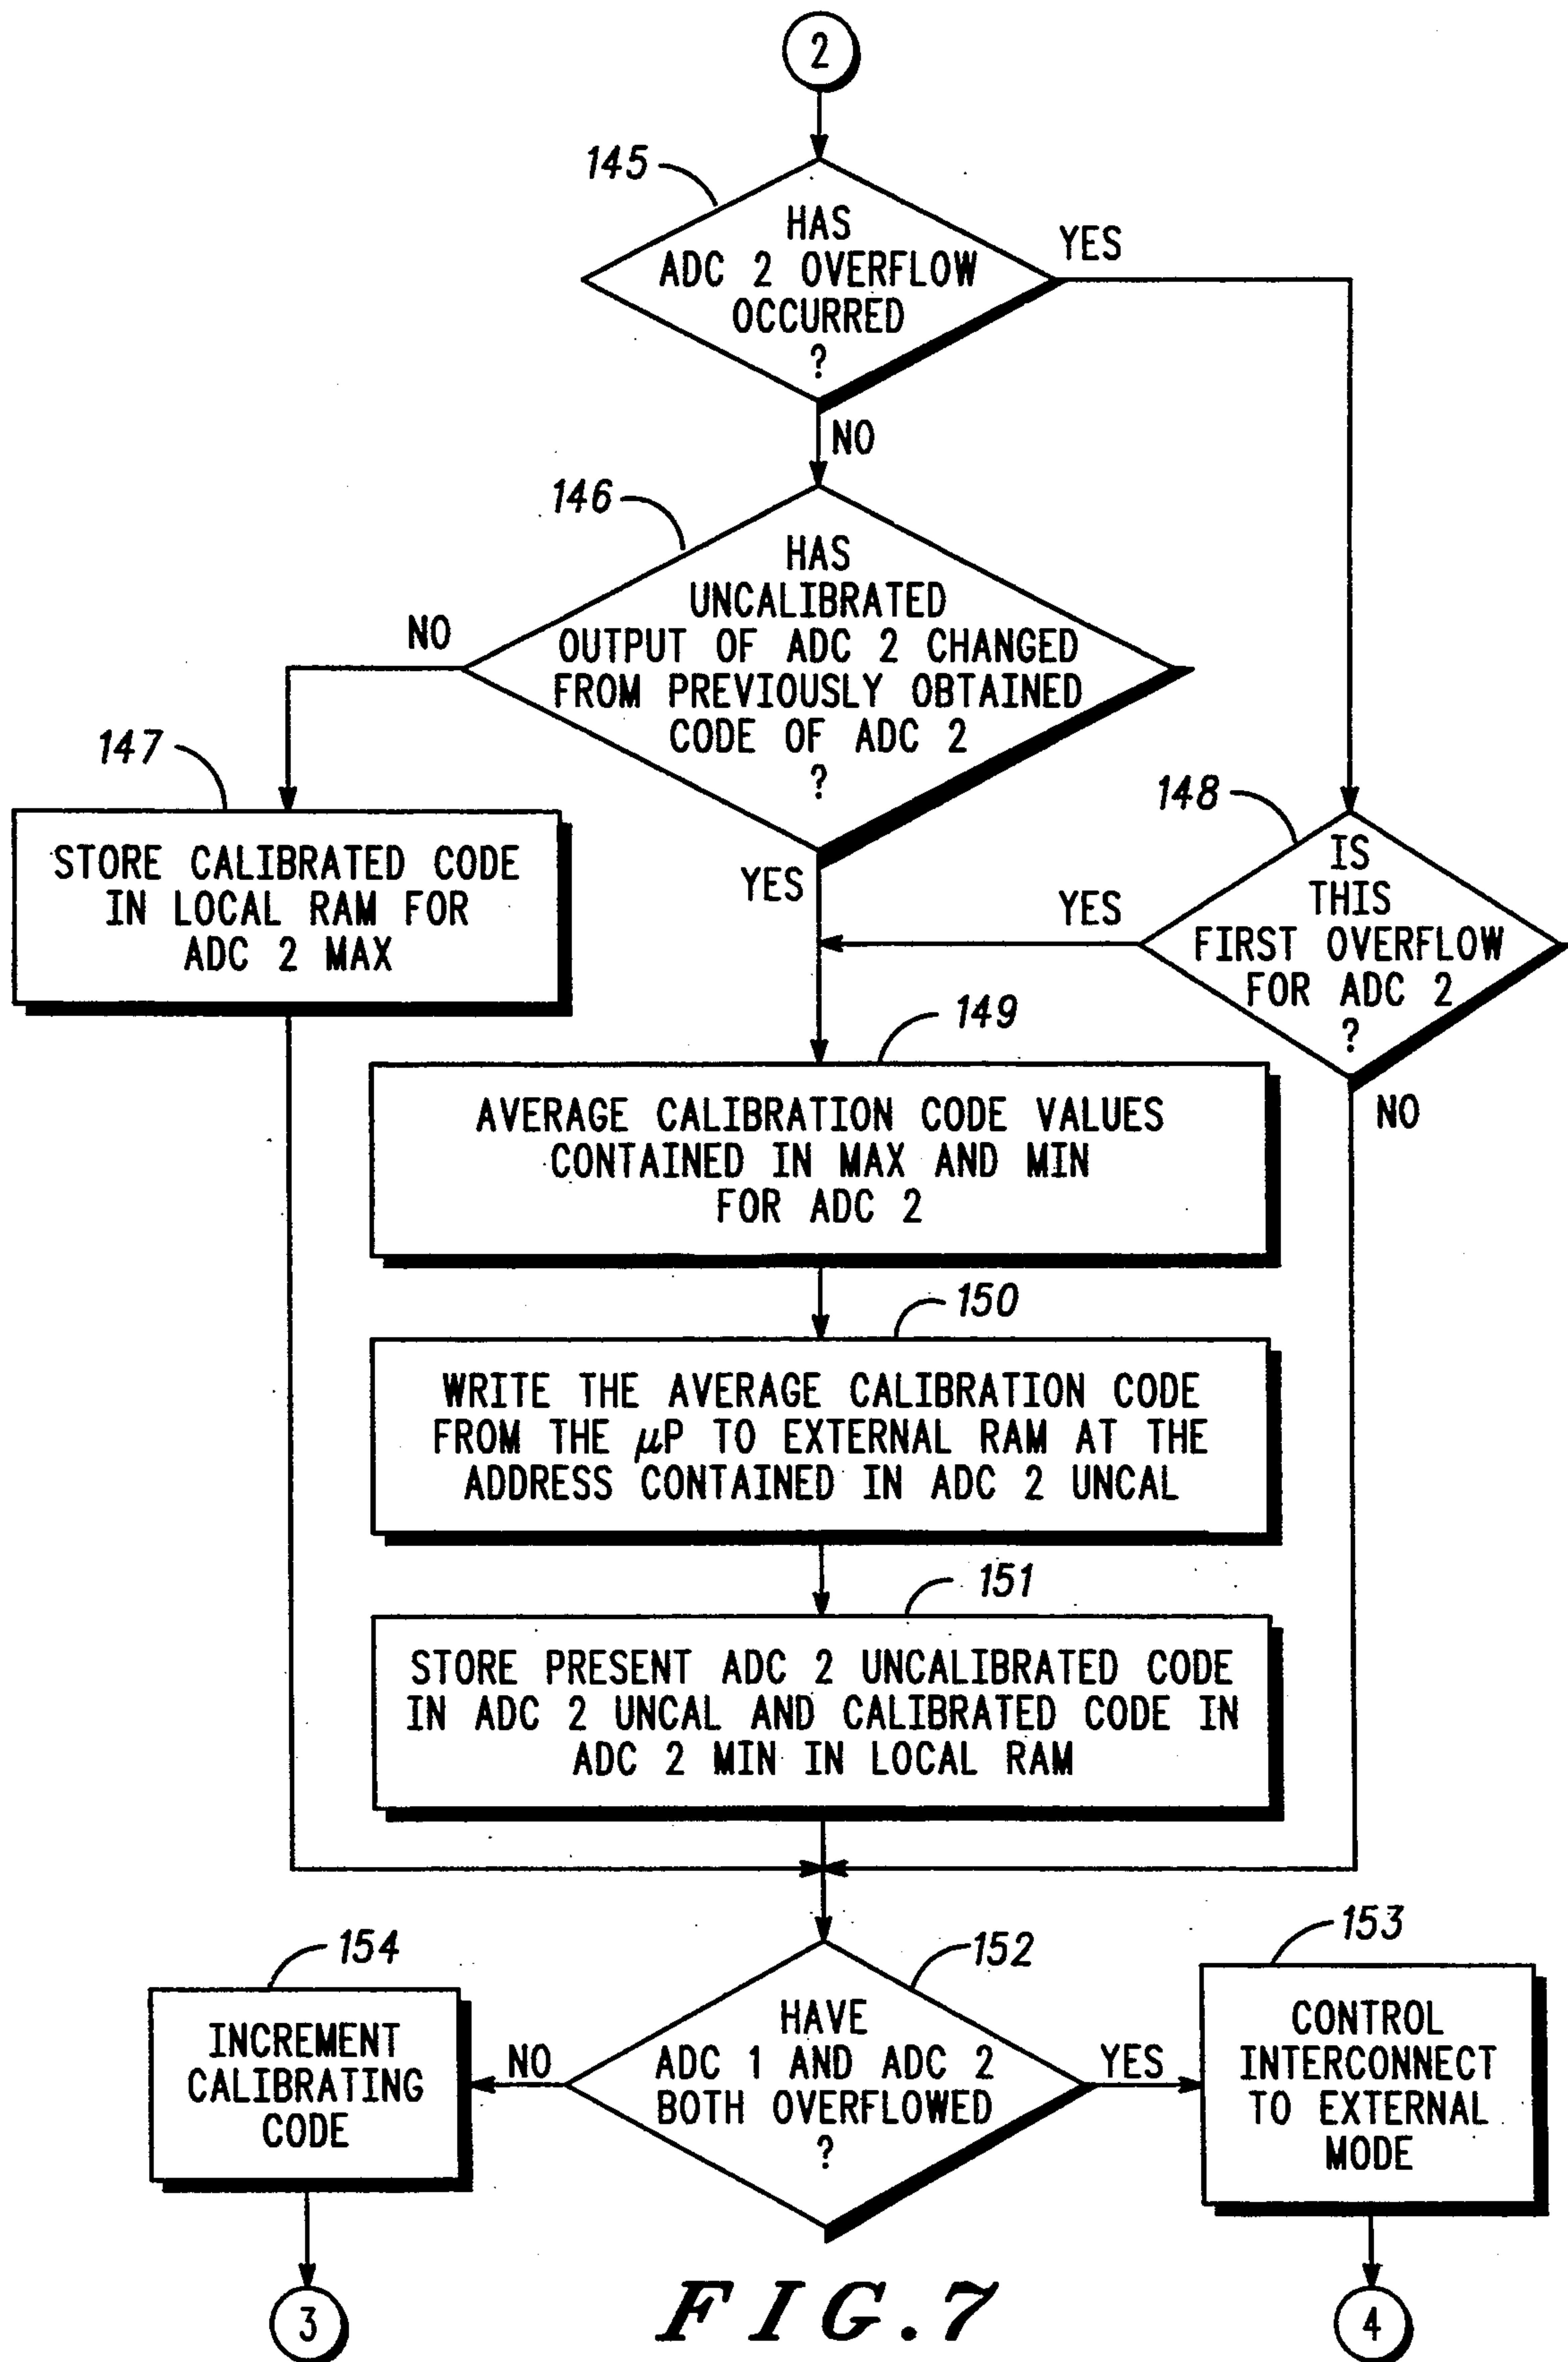 2
145
HAS
ADC 2 OVERFLOW
OCCURRED
?
YES
NO
146
HAS
UNCALIBRATED
OUTPUT OF ADC 2 CHANGED
FROM PREVIOUSLY OBTAINED
CODE OF ADC 2
?
NO
YES
147
STORE CALIBRATED CODE
IN LOCAL RAM FOR
ADC 2 MAX
148
IS
THIS
FIRST OVERFLOW
FOR ADC 2
?
YES
NO
149
AVERAGE CALIBRATION CODE VALUES
CONTAINED IN MAX AND MIN
FOR ADC 2
150
WRITE THE AVERAGE CALIBRATION CODE
FROM THE μP TO EXTERNAL RAM AT THE
ADDRESS CONTAINED IN ADC 2 UNCAL
151
STORE PRESENT ADC 2 UNCALIBRATED CODE
IN ADC 2 UNCAL AND CALIBRATED CODE IN
ADC 2 MIN IN LOCAL RAM
152
HAVE
ADC 1 AND ADC 2
BOTH OVERFLOWED
?
NO
YES
154
INCREMENT
CALIBRATING
CODE
153
CONTROL
INTERCONNECT
TO EXTERNAL
MODE
3
4
FIG.7